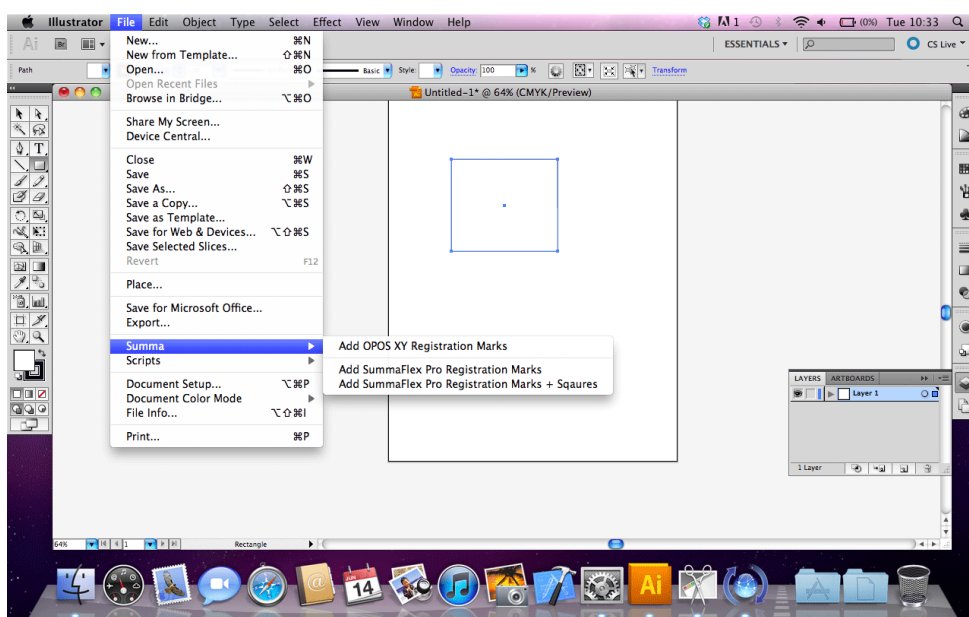 Illustrator File Edit Object Type Select Effect View Window Help 1 (0%) Tue 10:33
Ai Br ESSENTIALS CS Live
Path Basic Style: Opacity: 100 % Transform
Untitled-1* @ 64% (CMYK/Preview)
New... ⌘N
New from Template... ⇧⌘N
Open... ⌘O
Open Recent Files
Browse in Bridge... ⌥⌘O
Share My Screen...
Device Central...
Close ⌘W
Save ⌘S
Save As... ⇧⌘S
Save a Copy... ⌥⌘S
Save as Template...
Save for Web & Devices... ⌥⇧⌘S
Save Selected Slices...
Revert F12
Place...
Save for Microsoft Office...
Export...
Summa
Scripts
Document Setup... ⌥⌘P
Document Color Mode
File Info... ⌥⇧⌘I
Print... ⌘P
Add OPOS XY Registration Marks
Add SummaFlex Pro Registration Marks
Add SummaFlex Pro Registration Marks + Sqaures
LAYERS ARTBOARDS
Layer 1
1 Layer
64% 1 Rectangle
JUN
14
Ai